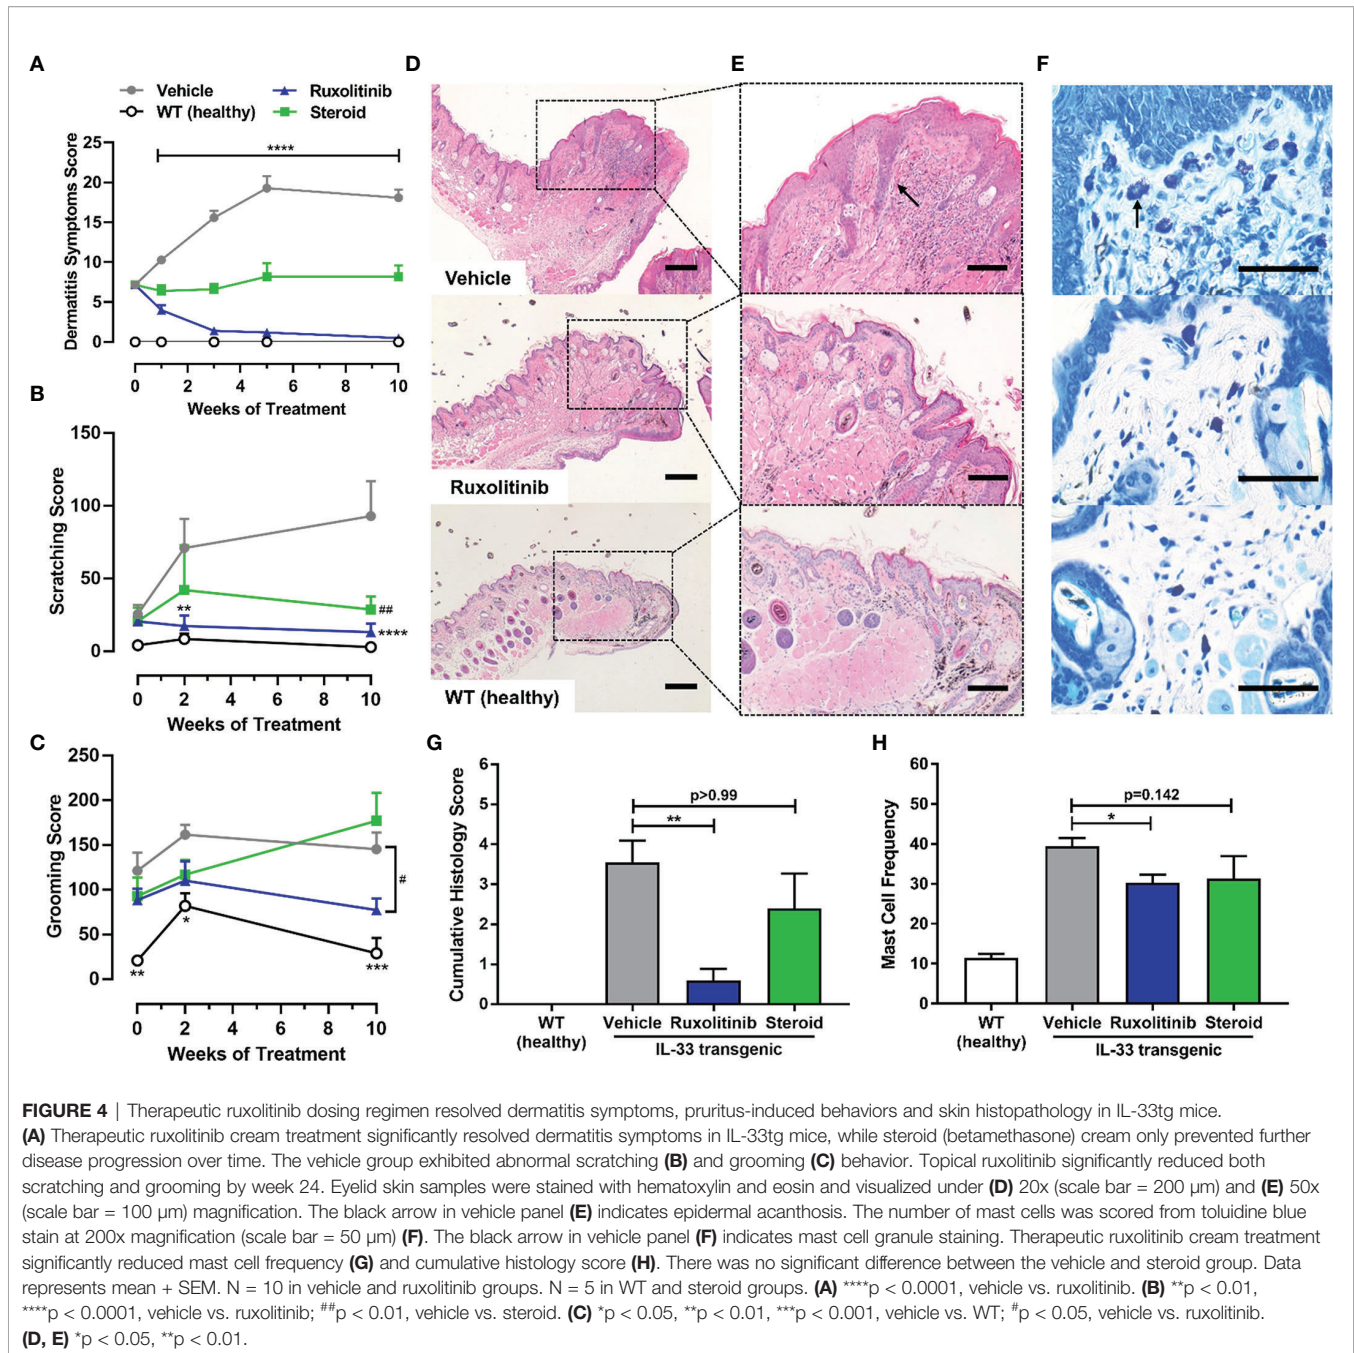 A
Vehicle
WT (healthy)
Ruxolitinib
Steroid
Dermatitis Symptoms Score
25
20
15
10
5
0
****
0 2 4 6 8 10
Weeks of Treatment
B
Scratching Score
150
100
50
0
**
##
****
0 2 4 6 8 10
Weeks of Treatment
C
Grooming Score
250
200
150
100
50
0
**
*
***
#
0 2 4 6 8 10
Weeks of Treatment
D
Vehicle
Ruxolitinib
WT (healthy)
E
F
G
Cumulative Histology Score
6
5
4
3
2
1
0
p>0.99
**
WT
(healthy)
Vehicle Ruxolitinib Steroid
IL-33 transgenic
H
Mast Cell Frequency
60
50
40
30
20
10
0
p=0.142
*
WT
(healthy)
Vehicle Ruxolitinib Steroid
IL-33 transgenic
FIGURE 4 | Therapeutic ruxolitinib dosing regimen resolved dermatitis symptoms, pruritus-induced behaviors and skin histopathology in IL-33tg mice.
(A) Therapeutic ruxolitinib cream treatment significantly resolved dermatitis symptoms in IL-33tg mice, while steroid (betamethasone) cream only prevented further
disease progression over time. The vehicle group exhibited abnormal scratching (B) and grooming (C) behavior. Topical ruxolitinib significantly reduced both
scratching and grooming by week 24. Eyelid skin samples were stained with hematoxylin and eosin and visualized under (D) 20x (scale bar = 200 µm) and (E) 50x
(scale bar = 100 µm) magnification. The black arrow in vehicle panel (E) indicates epidermal acanthosis. The number of mast cells was scored from toluidine blue
stain at 200x magnification (scale bar = 50 µm) (F). The black arrow in vehicle panel (F) indicates mast cell granule staining. Therapeutic ruxolitinib cream treatment
significantly reduced mast cell frequency (G) and cumulative histology score (H). There was no significant difference between the vehicle and steroid group. Data
represents mean + SEM. N = 10 in vehicle and ruxolitinib groups. N = 5 in WT and steroid groups. (A) ****p < 0.0001, vehicle vs. ruxolitinib. (B) **p < 0.01,
****p < 0.0001, vehicle vs. ruxolitinib; ##p < 0.01, vehicle vs. steroid. (C) *p < 0.05, **p < 0.01, ***p < 0.001, vehicle vs. WT; #p < 0.05, vehicle vs. ruxolitinib.
(D, E) *p < 0.05, **p < 0.01.